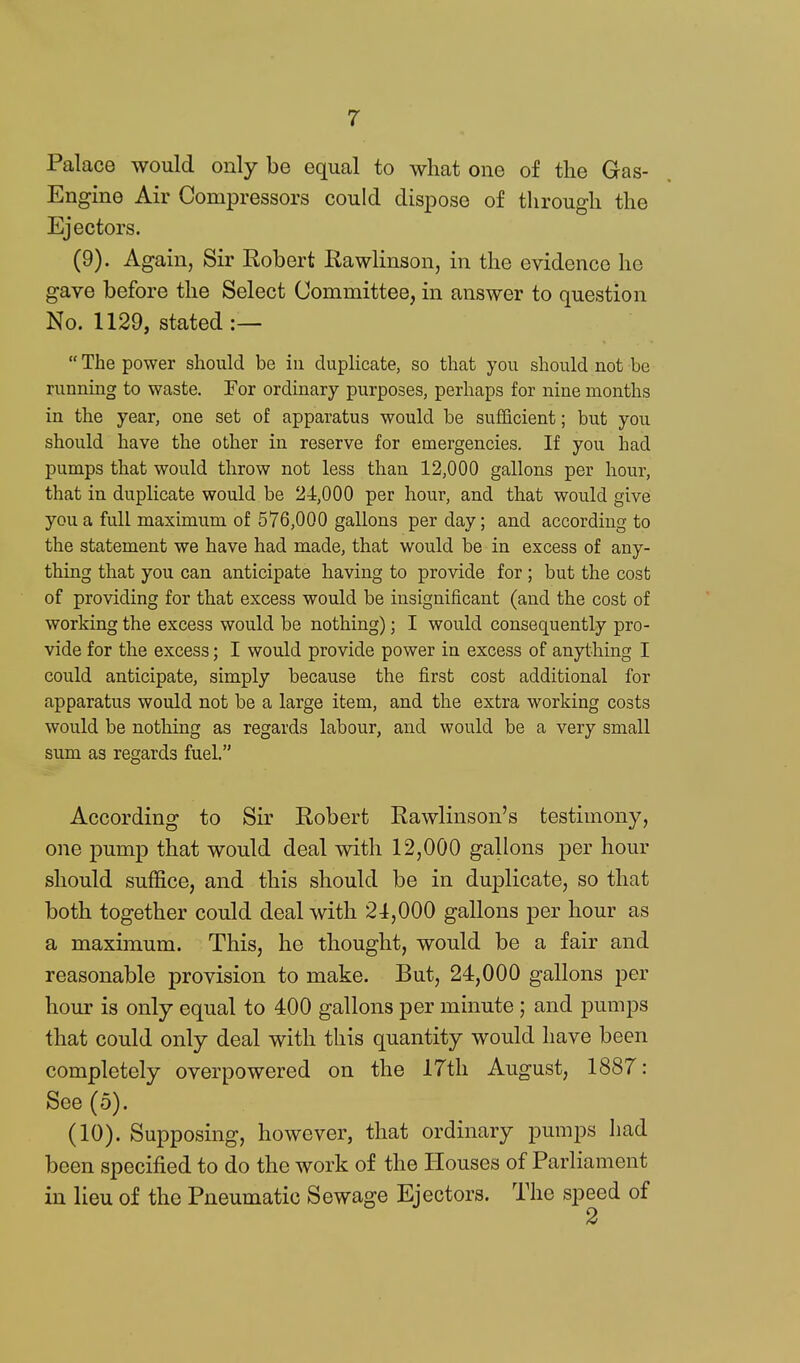 7
Palace would only be equal to what one of the Gas-
Engine Air Compressors could dispose of through the
Ejectors.
(9). Again, Sir Robert Rawlinson, in the evidence he
gave before the Select Committee, in answer to question
No. 1129, stated :—
“The power should be in duplicate, so that you should not be
running to waste. For ordinary purposes, perhaps for nine months
in the year, one set of apparatus would be sufficient; but you
should have the other in reserve for emergencies. If you had
pumps that would throw not less than 12,000 gallons per hour,
that in duplicate would be 24,000 per hour, and that would give
you a full maximum of 576,000 gallons per day; and according to
the statement we have had made, that would be in excess of any-
thing that you can anticipate having to provide for; but the cost
of providing for that excess would be insignificant (and the cost of
working the excess would be nothing); I would consequently pro-
vide for the excess; I would provide power in excess of anything I
could anticipate, simply because the first cost additional for
apparatus would not be a large item, and the extra working costs
would be nothing as regards labour, and would be a very small
sum as regards fuel.”
According to Sir Robert Rawlinson’s testimony,
one pump that would deal with 12,000 gallons per hour
should suffice, and this should be in duplicate, so that
both together could deal with 24,000 gallons per hour as
a maximum. This, he thought, would be a fair and
reasonable provision to make. But, 24,000 gallons per
hour is only equal to 400 gallons per minute; and pumps
that could only deal with this quantity would have been
completely overpowered on the 17th August, 1887:
See (5).
(10). Supposing, however, that ordinary pumps had
been specified to do the work of the Houses of Parliament
in lieu of the Pneumatic Sewage Ejectors. The speed of
2